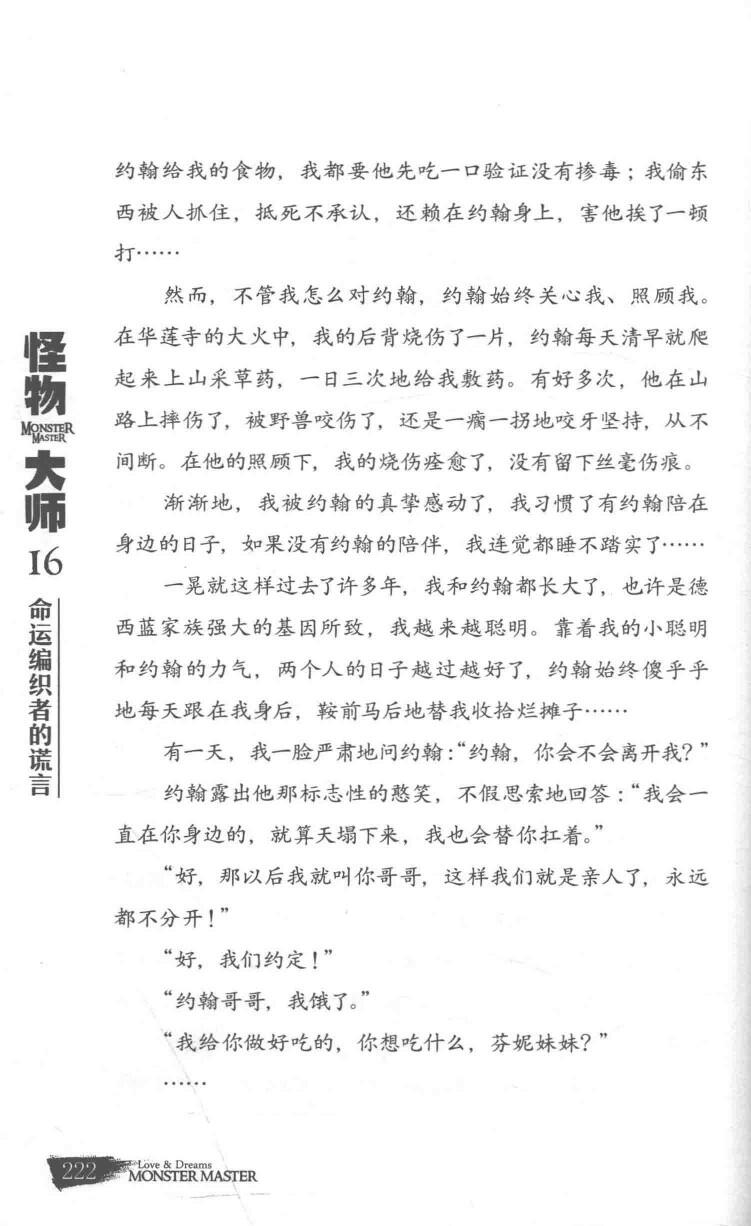 约翰给我的食物，我都要他先吃一口验证没有掺毒；我偷东
西被人抓住，抵死不承认，还赖在约翰身上，害他挨了一顿
打……
然而，不管我怎么对约翰，约翰始终关心我、照顾我。
在华莲寺的大火中，我的后背烧伤了一片，约翰每天清早就爬
起来上山采草药，一日三次地给我敷药。有好多次，他在山
路上摔伤了，被野兽咬伤了，还是一瘸一拐地咬牙坚持，从不
间断。在他的照顾下，我的烧伤痊愈了，没有留下丝毫伤痕。
渐渐地，我被约翰的真挚感动了，我习惯了有约翰陪在
身边的日子，如果没有约翰的陪伴，我连觉都睡不踏实了……
一晃就这样过去了许多年，我和约翰都长大了，也许是德
西蓝家族强大的基因所致，我越来越聪明。靠着我的小聪明
和约翰的力气，两个人的日子越过越好了，约翰始终傻乎乎
地每天跟在我身后，鞍前马后地替我收拾烂摊子……
有一天，我一脸严肃地问约翰：“约翰，你会不会离开我？”
约翰露出他那标志性的憨笑，不假思索地回答：“我会一
直在你身边的，就算天塌下来，我也会替你扛着。”
“好，那以后我就叫你哥哥，这样我们就是亲人了，永远
都不分开！”
“好，我们约定！”
“约翰哥哥，我饿了。”
“我给你做好吃的，你想吃什么，芬妮妹妹？”
……
怪物
MONSTER
MASTER
大师
16
命运编织者的谎言
222
Love & Dreams
MONSTER MASTER